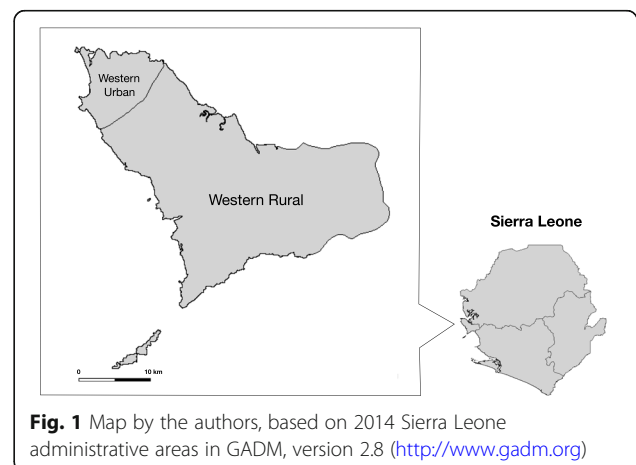 Western
Urban
Western Rural
Sierra Leone
0 10 km
Fig. 1 Map by the authors, based on 2014 Sierra Leone
administrative areas in GADM, version 2.8 (http://www.gadm.org)